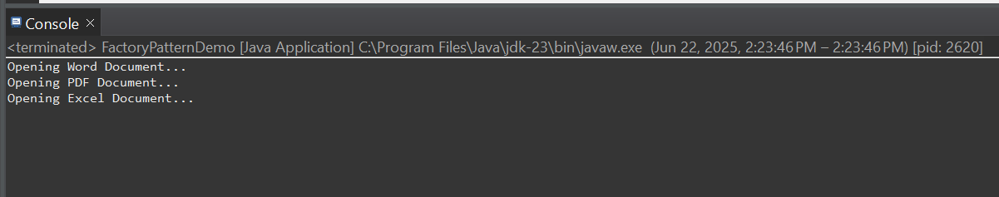 Console
<terminated> FactoryPatternDemo [Java Application] C:\Program Files\Java\jdk-23\bin\javaw.exe (Jun 22, 2025, 2:23:46 PM – 2:23:46 PM) [pid: 2620]
Opening Word Document...
Opening PDF Document...
Opening Excel Document...